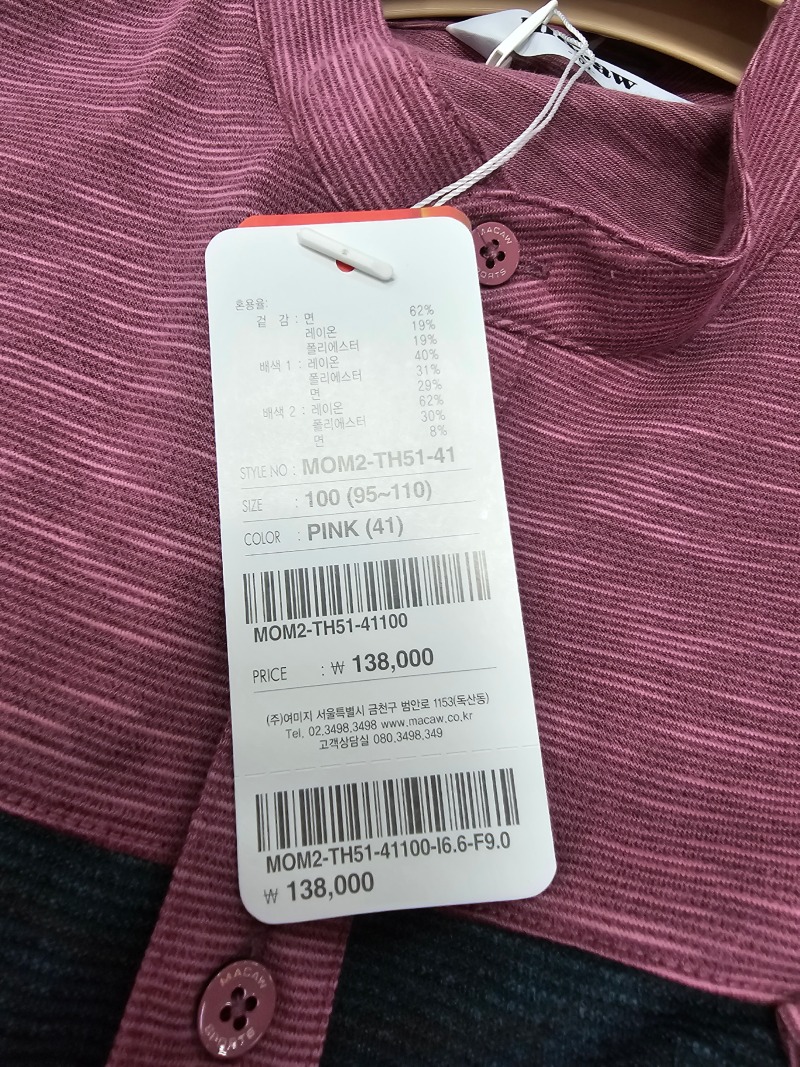 MACAW
SPORTS
혼용율:
겉 감 : 면 62%
레이온 19%
폴리에스터 19%
배색 1 : 레이온 40%
폴리에스터 31%
면 29%
배색 2 : 레이온 62%
폴리에스터 30%
면 8%
STYLE NO : MOM2-TH51-41
SIZE : 100 (95~110)
COLOR : PINK (41)
MOM2-TH51-41100
PRICE : ₩ 138,000
(주)여미지 서울특별시 금천구 범안로 1153(독산동)
Tel. 02.3498.3498 www.macaw.co.kr
고객상담실 080.3498.349
MOM2-TH51-41100-I6.6-F9.0
₩ 138,000
MACAW
SPORTS